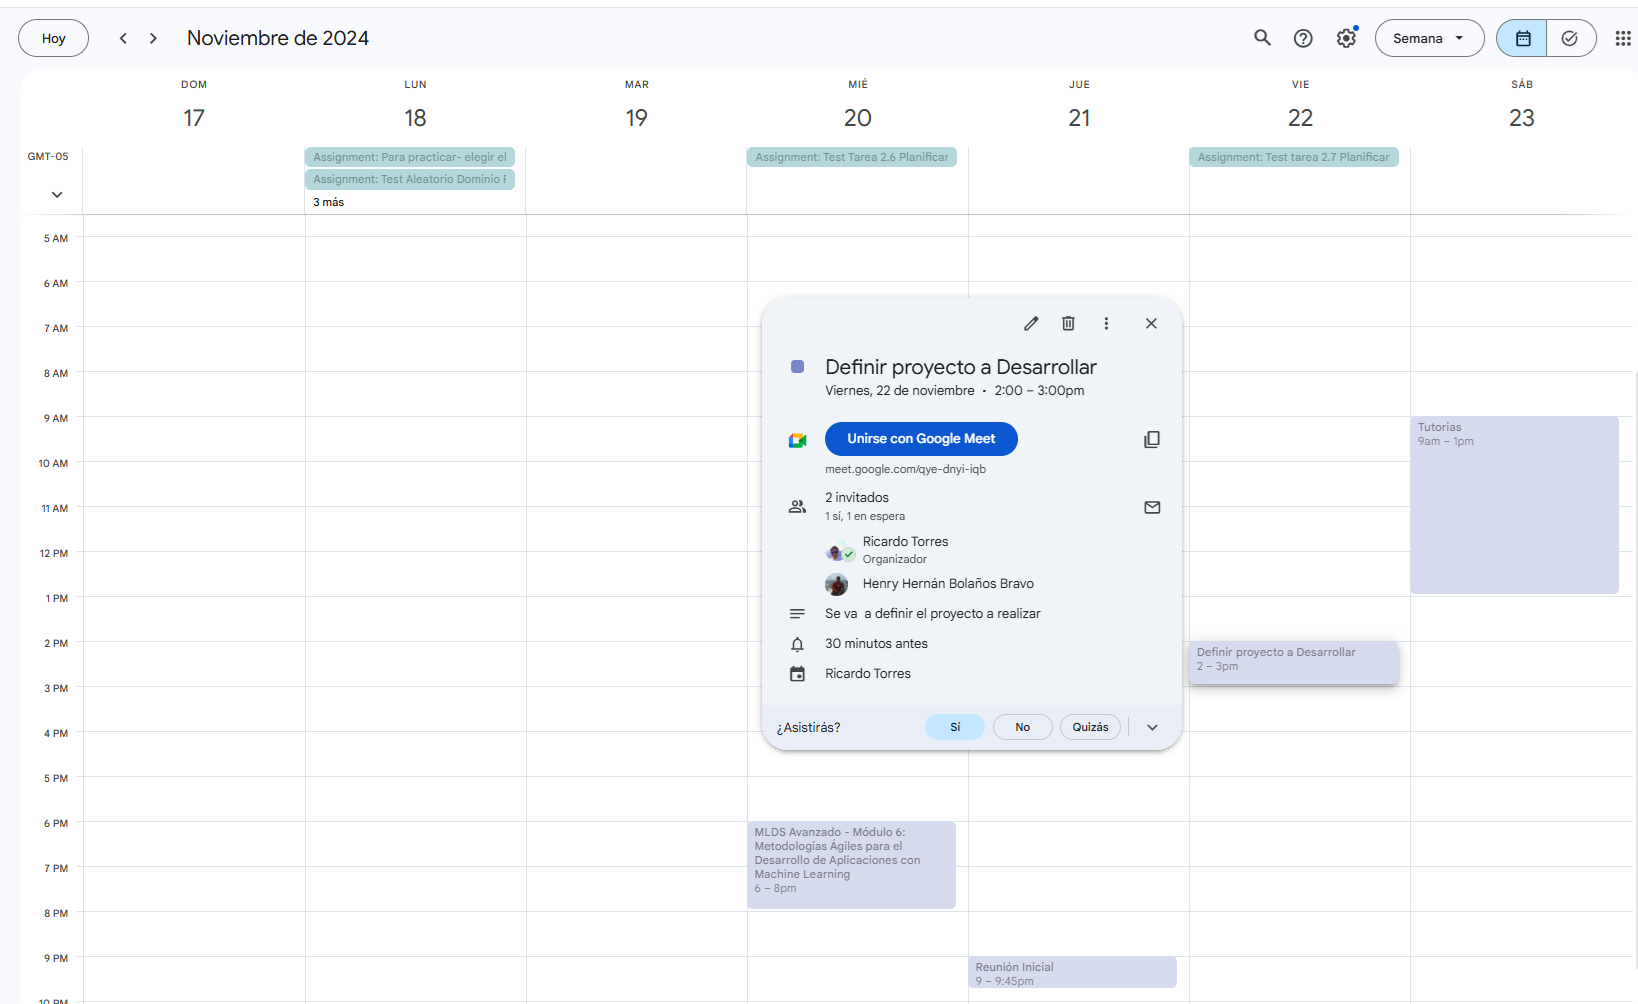 Hoy
Noviembre de 2024
Semana
DOM
LUN
MAR
MIÉ
JUE
VIE
SÁB
17
18
19
20
21
22
23
GMT-05
Assignment: Para practicar- elegir el
Assignment: Test Aleatorio Dominio
3 más
Assignment: Test Tarea 2.6 Planificar
Assignment: Test tarea 2.7 Planificar
5 AM
6 AM
7 AM
8 AM
9 AM
10 AM
11 AM
12 PM
1 PM
2 PM
3 PM
4 PM
5 PM
6 PM
7 PM
8 PM
9 PM
10 PM
Definir proyecto a Desarrollar
Viernes, 22 de noviembre · 2:00 – 3:00pm
Unirse con Google Meet
meet.google.com/qye-dnyi-iqb
2 invitados
1 sí, 1 en espera
Ricardo Torres
Organizador
Henry Hernán Bolaños Bravo
Se va  a definir el proyecto a realizar
30 minutos antes
Ricardo Torres
¿Asistirás?
Sí
No
Quizás
Tutorias
9am – 1pm
Definir proyecto a Desarrollar
2 – 3pm
MLDS Avanzado - Módulo 6:
Metodologías Ágiles para el
Desarrollo de Aplicaciones con
Machine Learning
6 – 8pm
Reunión Inicial
9 – 9:45pm